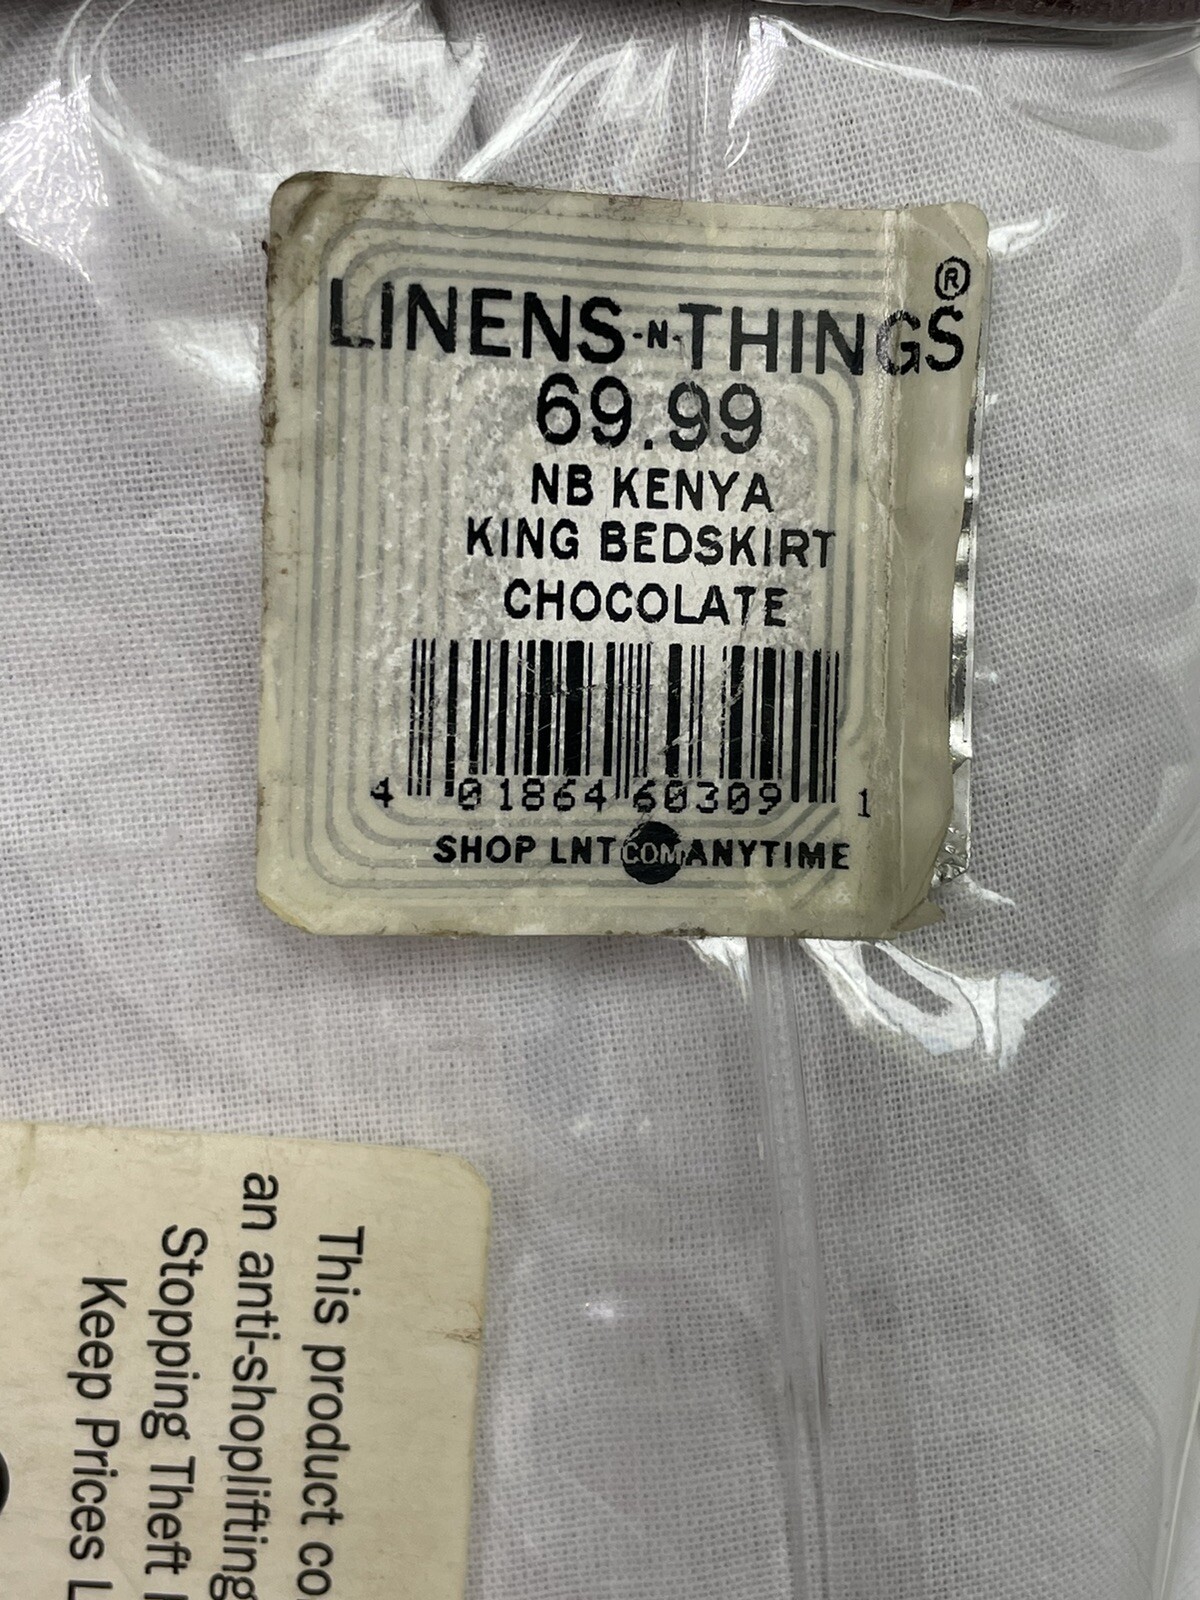 LINENS-N-THINGS®
69.99
NB KENYA
KING BEDSKIRT
CHOCOLATE
4 01864 60309 1
SHOP LNT COM ANYTIME
This product
an anti-shoplifting
Stopping Theft
Keep Prices